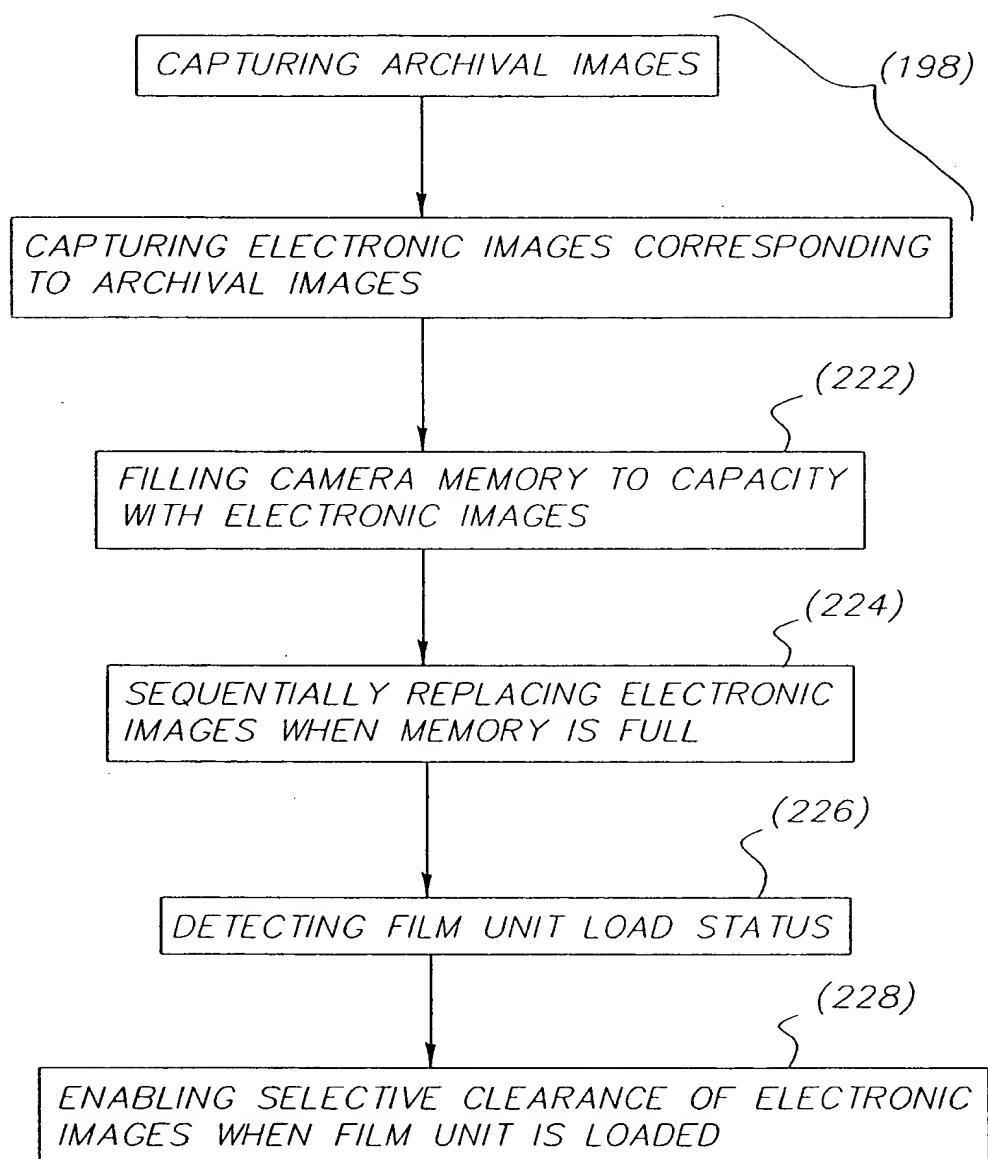 CAPTURING ARCHIVAL IMAGES
(198)
CAPTURING ELECTRONIC IMAGES CORRESPONDING
TO ARCHIVAL IMAGES
(222)
FILLING CAMERA MEMORY TO CAPACITY
WITH ELECTRONIC IMAGES
(224)
SEQUENTIALLY REPLACING ELECTRONIC
IMAGES WHEN MEMORY IS FULL
(226)
DETECTING FILM UNIT LOAD STATUS
(228)
ENABLING SELECTIVE CLEARANCE OF ELECTRONIC
IMAGES WHEN FILM UNIT IS LOADED